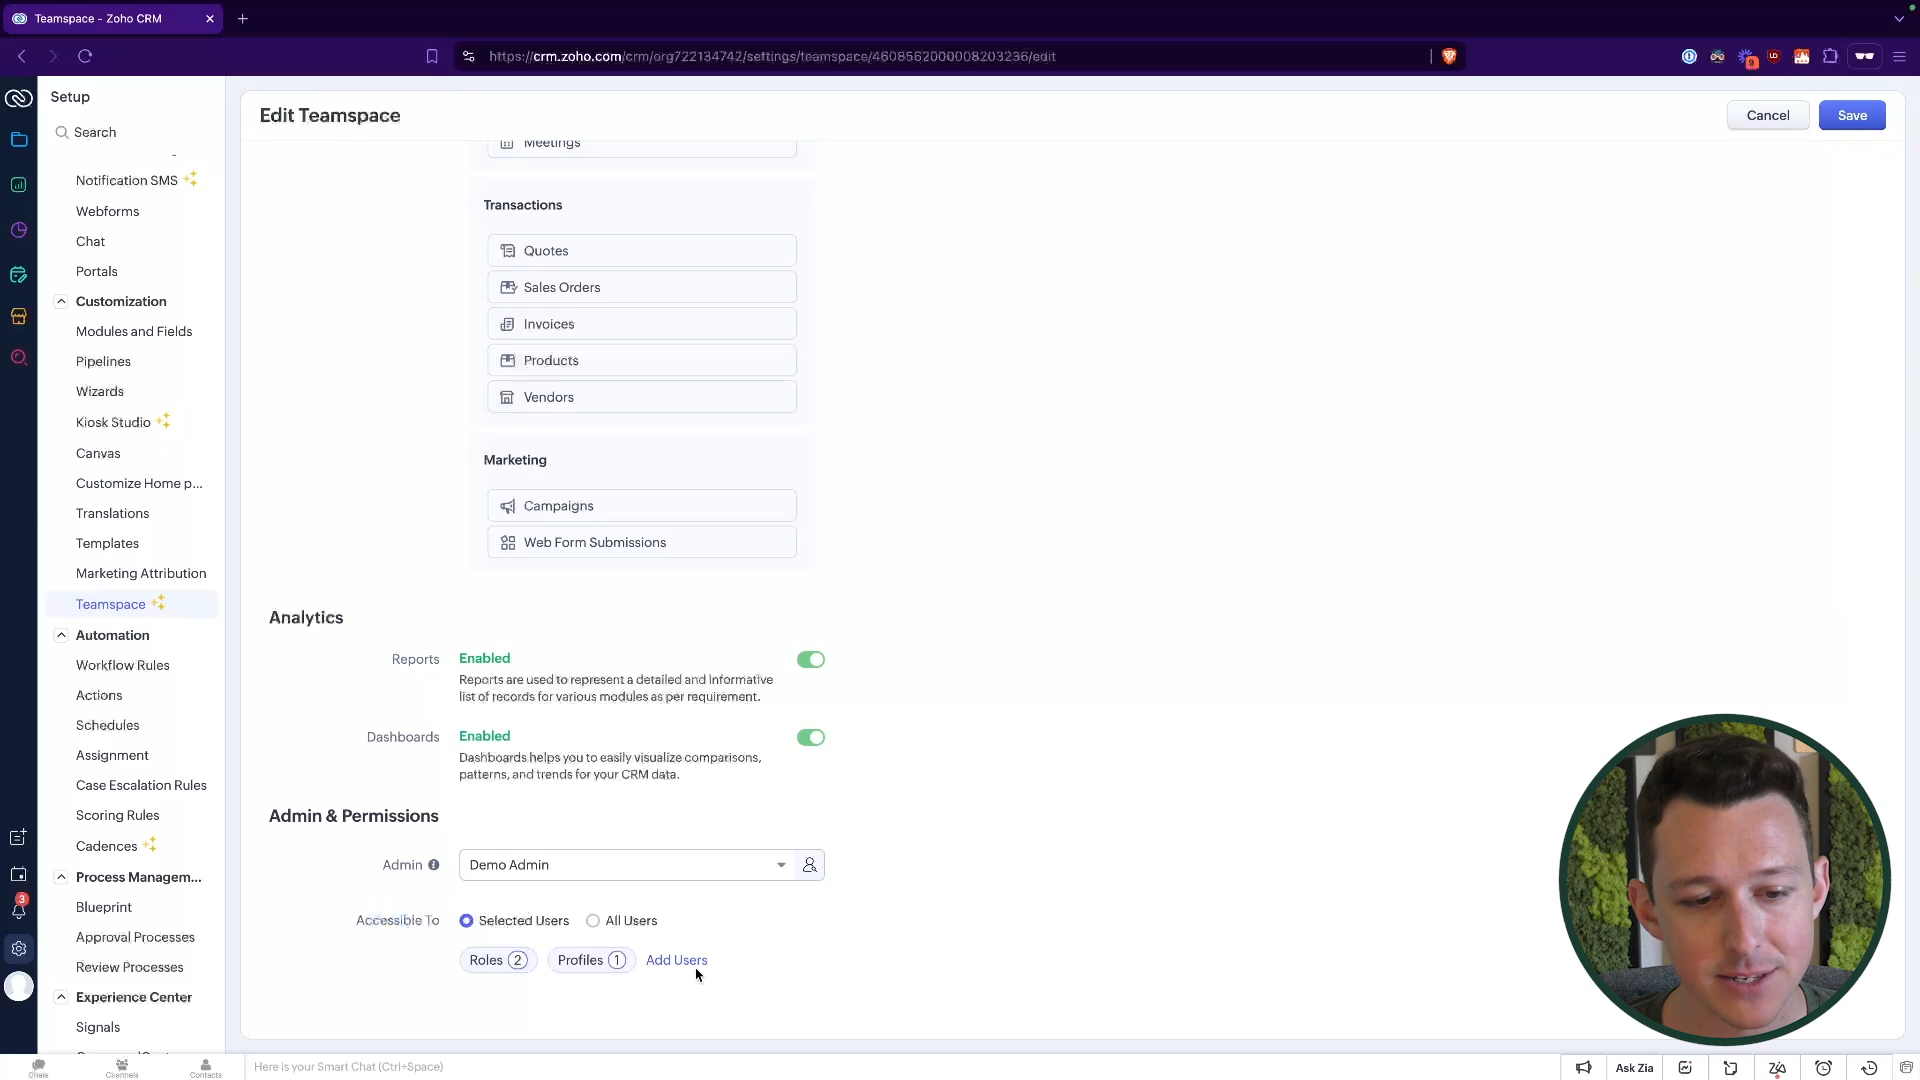 Teamspace - Zoho CRM
https://crm.zoho.com/crm/org722134742/settings/teamspace/4608562000008203236/edit
9
Setup
Search
Notification SMS
Webforms
Chat
Portals
Customization
Modules and Fields
Pipelines
Wizards
Kiosk Studio
Canvas
Customize Home p...
Translations
Templates
Marketing Attribution
Teamspace
Automation
Workflow Rules
Actions
Schedules
Assignment
Case Escalation Rules
Scoring Rules
Cadences
Process Managem...
Blueprint
Approval Processes
Review Processes
Experience Center
Signals
3
Edit Teamspace
Cancel
Save
Meetings
Transactions
Quotes
Sales Orders
Invoices
Products
Vendors
Marketing
Campaigns
Web Form Submissions
Analytics
Reports
Enabled
Reports are used to represent a detailed and informative
list of records for various modules as per requirement.
Dashboards
Enabled
Dashboards helps you to easily visualize comparisons,
patterns, and trends for your CRM data.
Admin & Permissions
Admin
Demo Admin
Accessible To
Selected Users
All Users
Roles 2
Profiles 1
Add Users
Chats
Channels
Contacts
Here is your Smart Chat (Ctrl+Space)
Ask Zia